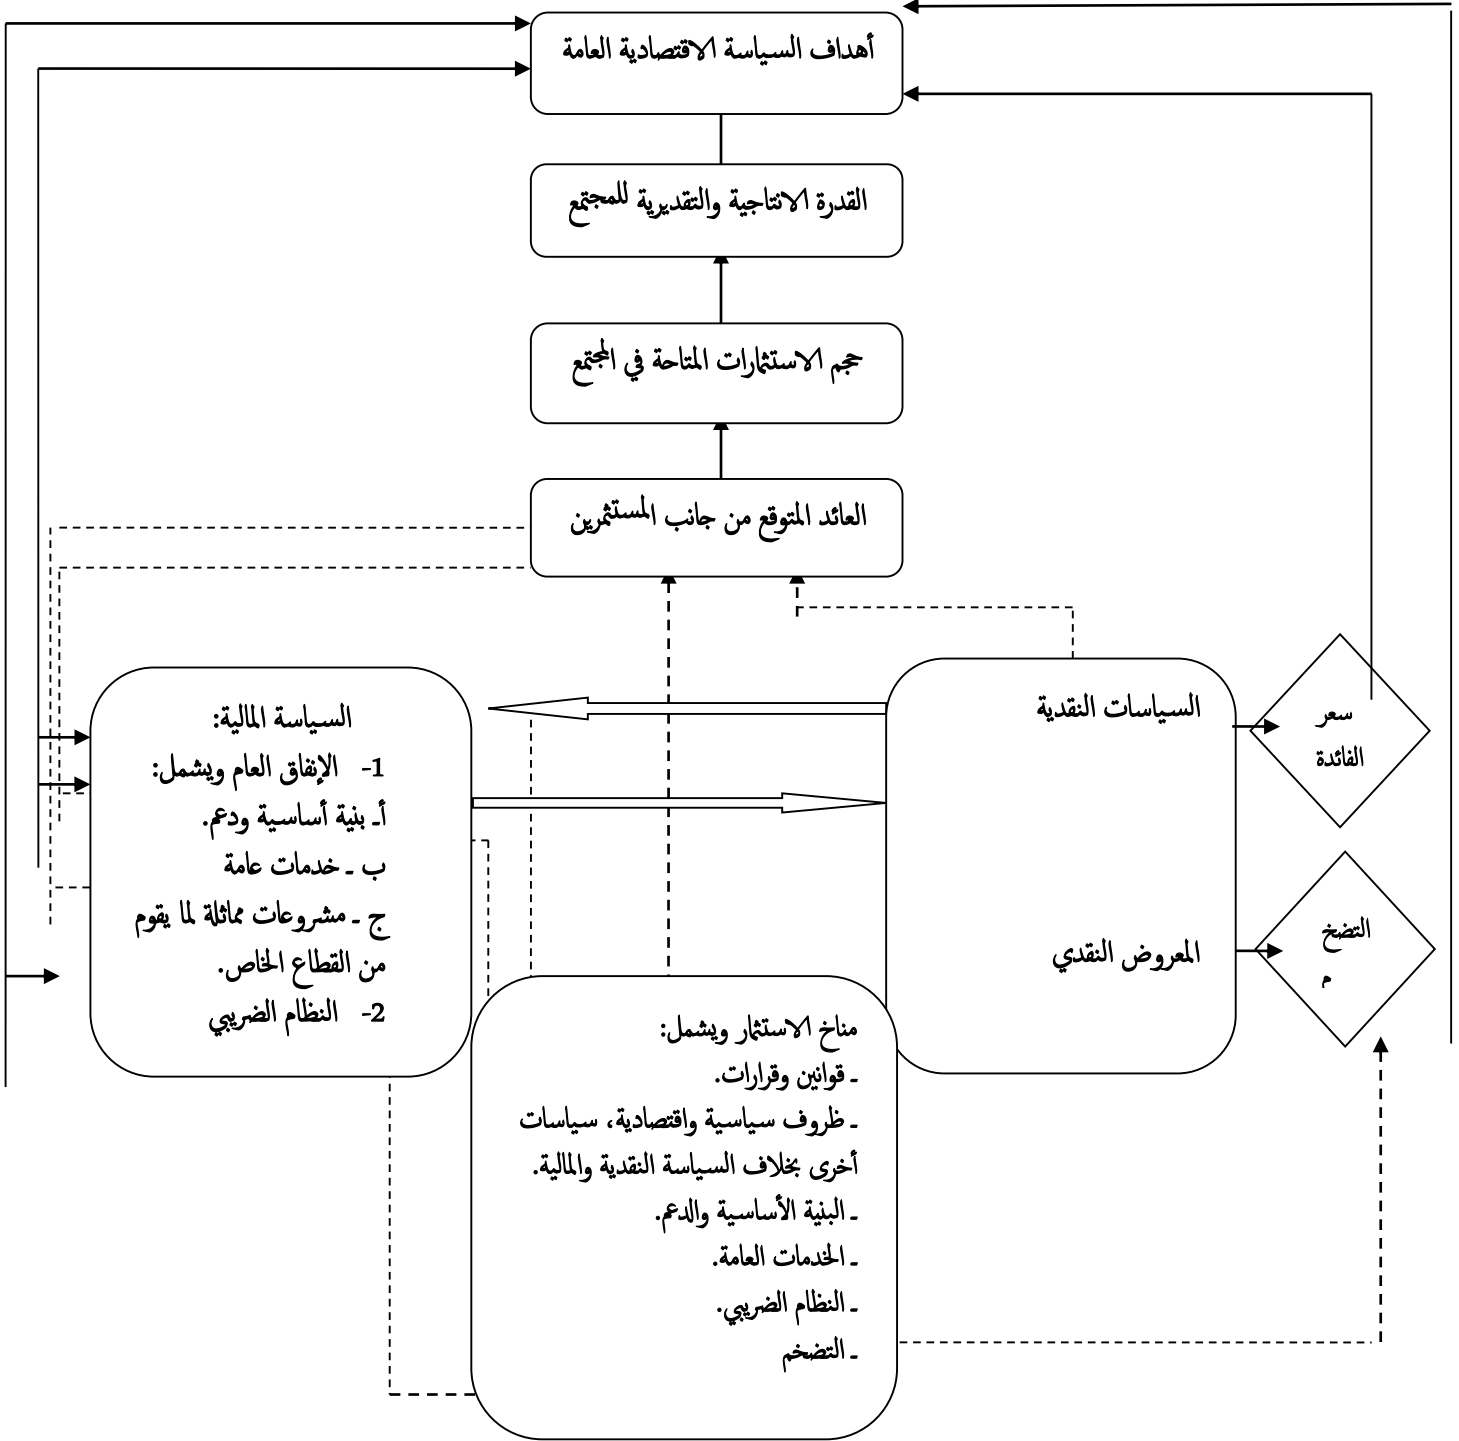 أهداف السياسة الاقتصادية العامة
القدرة الانتاجية والتقديرية للمجتمع
حجم الاستثمارات المتاحة في المجتمع
العائد المتوقع من جانب المستثمرين
السياسات النقدية
المعروض النقدي
سعر
الفائدة
التضخ
م
السياسة المالية:
1- الإنفاق العام ويشمل:
أـ بنية أساسية ودعم.
ب ـ خدمات عامة
ج ـ مشروعات مماثلة لما يقوم
من القطاع الخاص.
2- النظام الضريبي
مناخ الاستثمار ويشمل:
ـ قوانين وقرارات.
ـ ظروف سياسية واقتصادية، سياسات
أخرى بخلاف السياسة النقدية والمالية.
ـ البنية الأساسية والدعم.
ـ الخدمات العامة.
ـ النظام الضريبي.
ـ التضخم